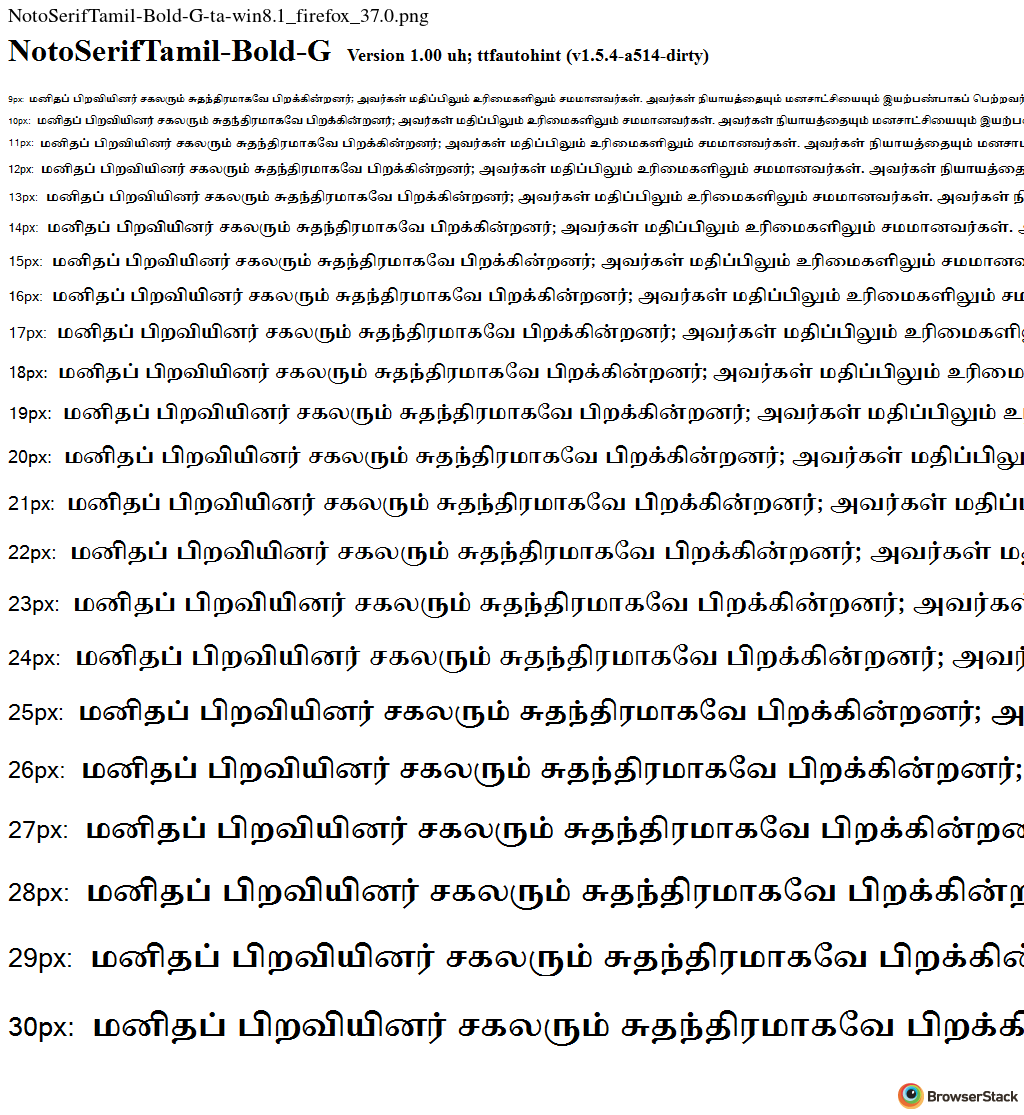 NotoSerifTamil-Bold-G-ta-win8.1_firefox_37.0.png
NotoSerifTamil-Bold-G Version 1.00 uh; ttfautohint (v1.5.4-a514-dirty)
9px: மனிதப் பிறவியினர் சகலரும் சுதந்திரமாகவே பிறக்கின்றனர்; அவர்கள் மதிப்பிலும் உரிமைகளிலும் சமமானவர்கள். அவர்கள் நியாயத்தையும் மனசாட்சியையும் இயற்பண்பாகப் பெற்றவர்
10px: மனிதப் பிறவியினர் சகலரும் சுதந்திரமாகவே பிறக்கின்றனர்; அவர்கள் மதிப்பிலும் உரிமைகளிலும் சமமானவர்கள். அவர்கள் நியாயத்தையும் மனசாட்சியையும்
11px: மனிதப் பிறவியினர் சகலரும் சுதந்திரமாகவே பிறக்கின்றனர்; அவர்கள் மதிப்பிலும் உரிமைகளிலும் சமமானவர்கள். அவர்கள் நியாயத்தையும்
12px: மனிதப் பிறவியினர் சகலரும் சுதந்திரமாகவே பிறக்கின்றனர்; அவர்கள் மதிப்பிலும் உரிமைகளிலும் சமமானவர்கள். அவர்கள்
13px: மனிதப் பிறவியினர் சகலரும் சுதந்திரமாகவே பிறக்கின்றனர்; அவர்கள் மதிப்பிலும் உரிமைகளிலும் சமமானவர்கள். அவர்கள்
14px: மனிதப் பிறவியினர் சகலரும் சுதந்திரமாகவே பிறக்கின்றனர்; அவர்கள் மதிப்பிலும் உரிமைகளிலும் சமமானவர்கள்.
15px: மனிதப் பிறவியினர் சகலரும் சுதந்திரமாகவே பிறக்கின்றனர்; அவர்கள் மதிப்பிலும் உரிமைகளிலும்
16px: மனிதப் பிறவியினர் சகலரும் சுதந்திரமாகவே பிறக்கின்றனர்; அவர்கள் மதிப்பிலும் உரிமைகளிலும்
17px: மனிதப் பிறவியினர் சகலரும் சுதந்திரமாகவே பிறக்கின்றனர்; அவர்கள் மதிப்பிலும்
18px: மனிதப் பிறவியினர் சகலரும் சுதந்திரமாகவே பிறக்கின்றனர்; அவர்கள் மதிப்பிலும் உரிமை
19px: மனிதப் பிறவியினர் சகலரும் சுதந்திரமாகவே பிறக்கின்றனர்; அவர்கள் மதிப்பிலும்
20px: மனிதப் பிறவியினர் சகலரும் சுதந்திரமாகவே பிறக்கின்றனர்; அவர்கள்
21px: மனிதப் பிறவியினர் சகலரும் சுதந்திரமாகவே பிறக்கின்றனர்; அவர்கள்
22px: மனிதப் பிறவியினர் சகலரும் சுதந்திரமாகவே பிறக்கின்றனர்; அவர்கள்
23px: மனிதப் பிறவியினர் சகலரும் சுதந்திரமாகவே பிறக்கின்றனர்;
24px: மனிதப் பிறவியினர் சகலரும் சுதந்திரமாகவே பிறக்கின்றனர்;
25px: மனிதப் பிறவியினர் சகலரும் சுதந்திரமாகவே பிறக்கின்றனர்;
26px: மனிதப் பிறவியினர் சகலரும் சுதந்திரமாகவே பிறக்கின்றனர்;
27px: மனிதப் பிறவியினர் சகலரும் சுதந்திரமாகவே
28px: மனிதப் பிறவியினர் சகலரும் சுதந்திரமாகவே
29px: மனிதப் பிறவியினர் சகலரும் சுதந்திரமாகவே
30px: மனிதப் பிறவியினர் சகலரும் சுதந்திரமாகவே
BrowserStack